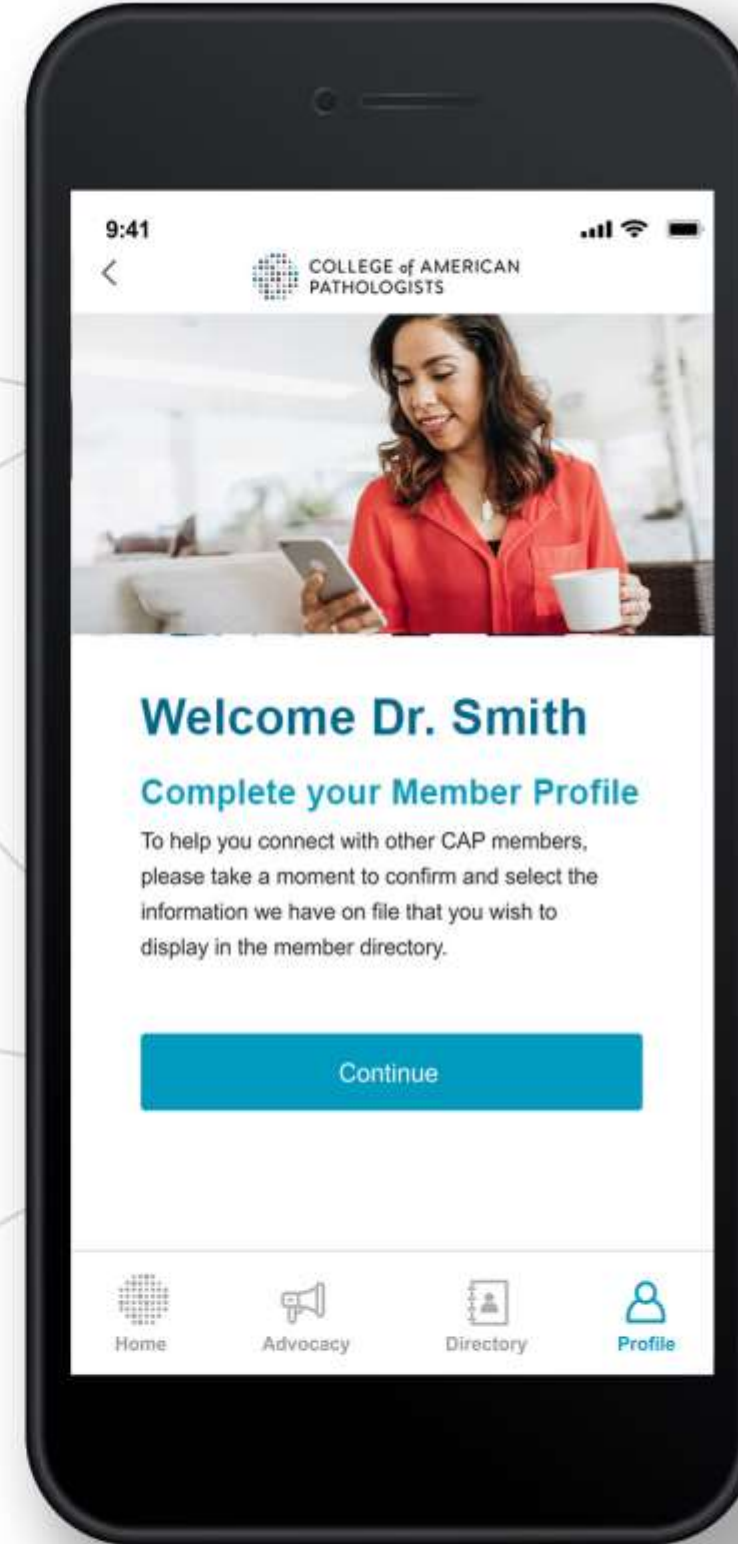 9:41
COLLEGE of AMERICAN
PATHOLOGISTS
Welcome Dr. Smith
Complete your Member Profile
To help you connect with other CAP members,
please take a moment to confirm and select the
information we have on file that you wish to
display in the member directory.
Continue
Home Advocacy Directory Profile